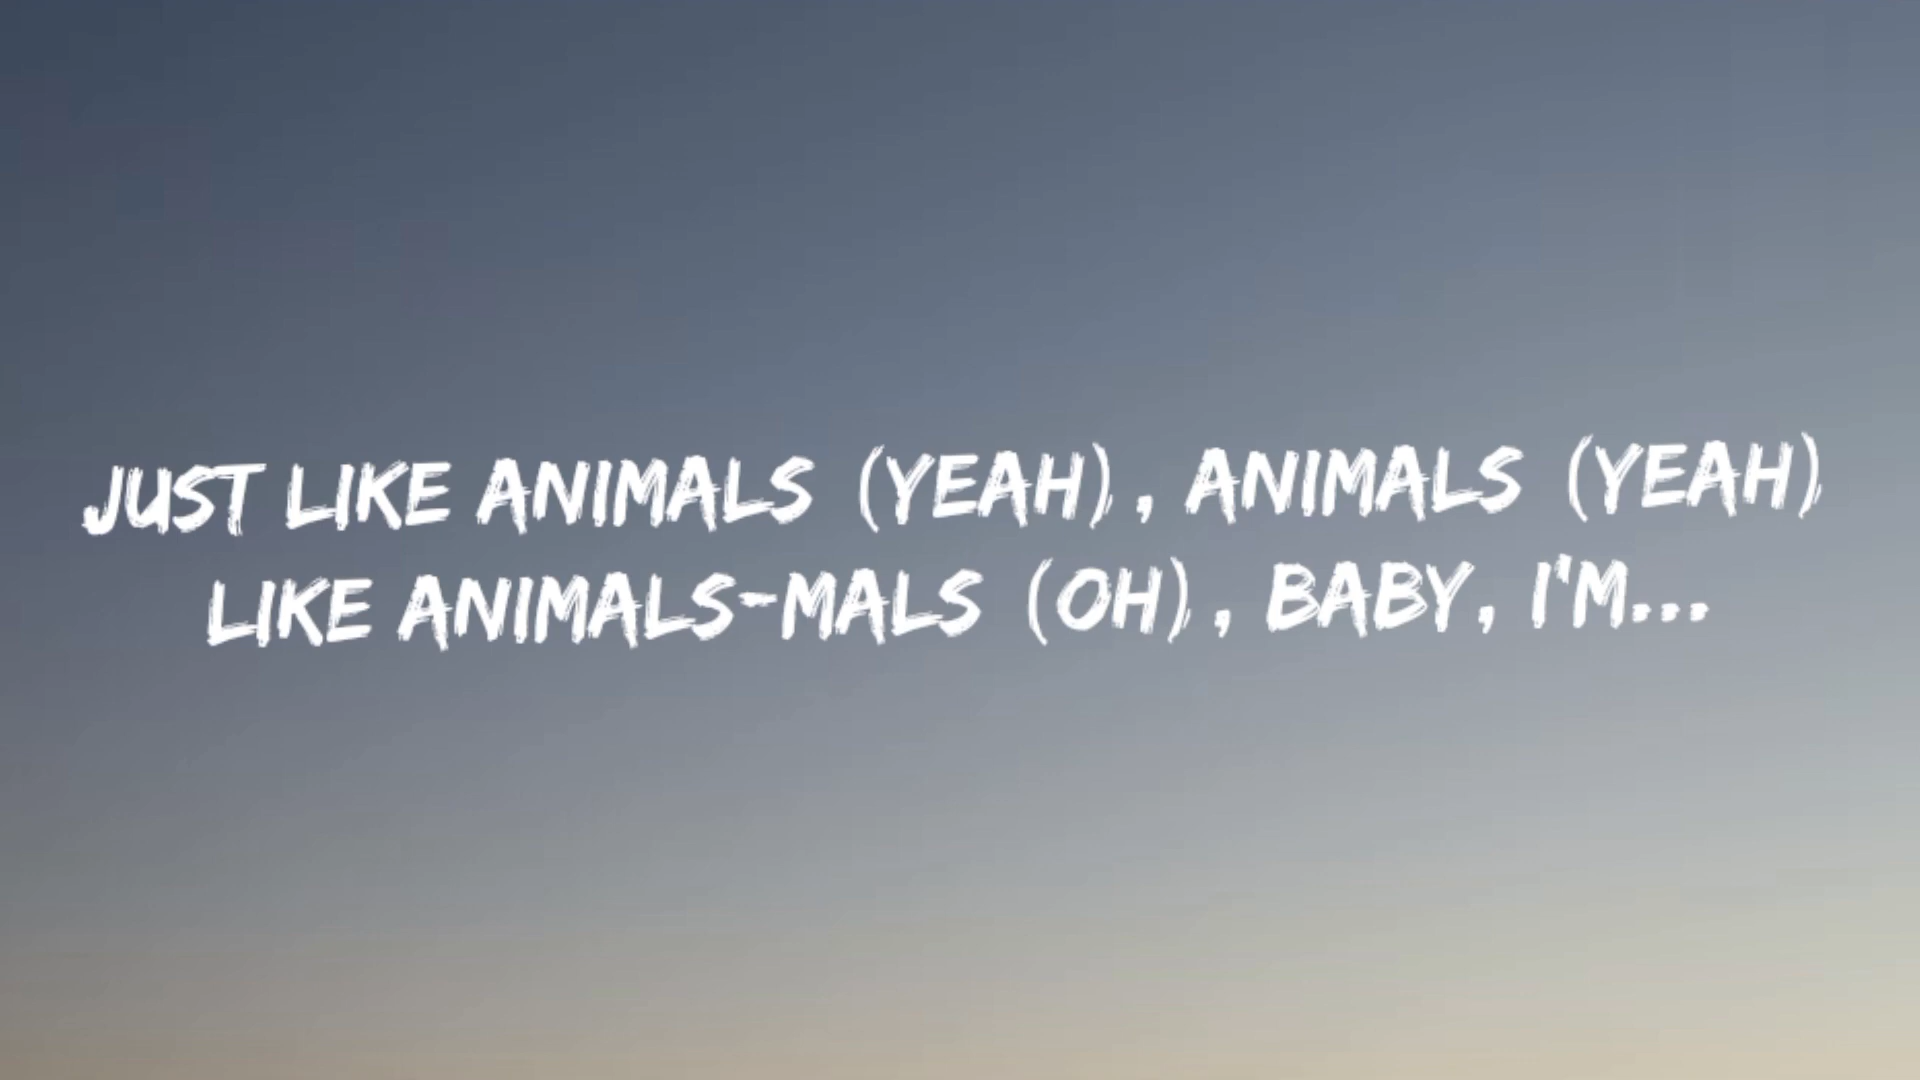 JUST LIKE ANIMALS (YEAH), ANIMALS (YEAH)
LIKE ANIMALS-MALS (OH), BABY, I'M...